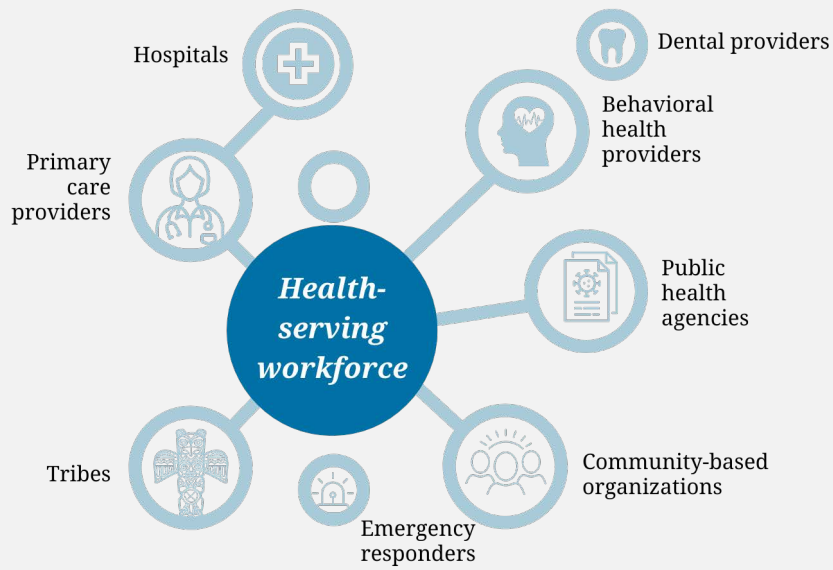 Hospitals
Dental providers
Behavioral
health
providers
Primary
care
providers
Health-
serving
workforce
Public
health
agencies
Tribes
Community-based
organizations
Emergency
responders